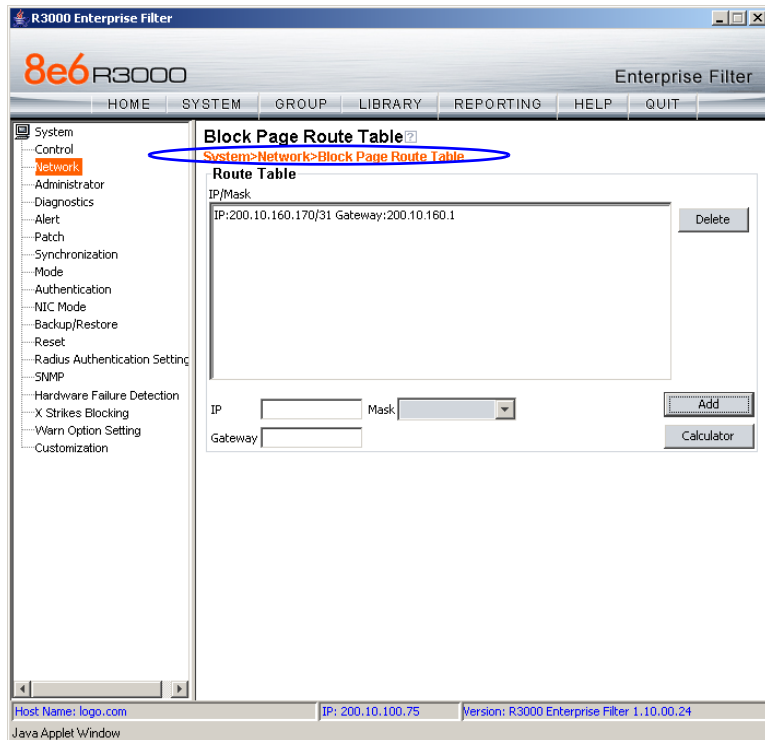 R3000 Enterprise Filter
8e6 R3000
Enterprise Filter
HOME SYSTEM GROUP LIBRARY REPORTING HELP QUIT
System
Control
Network
Administrator
Diagnostics
Alert
Patch
Synchronization
Mode
Authentication
NIC Mode
Backup/Restore
Reset
Radius Authentication Setting
SNMP
Hardware Failure Detection
X Strikes Blocking
Warn Option Setting
Customization
Block Page Route Table ?
System>Network>Block Page Route Table
Route Table
IP/Mask
IP:200.10.160.170/31 Gateway:200.10.160.1
Delete
IP Mask Add
Gateway Calculator
Host Name: logo.com IP: 200.10.100.75 Version: R3000 Enterprise Filter 1.10.00.24
Java Applet Window